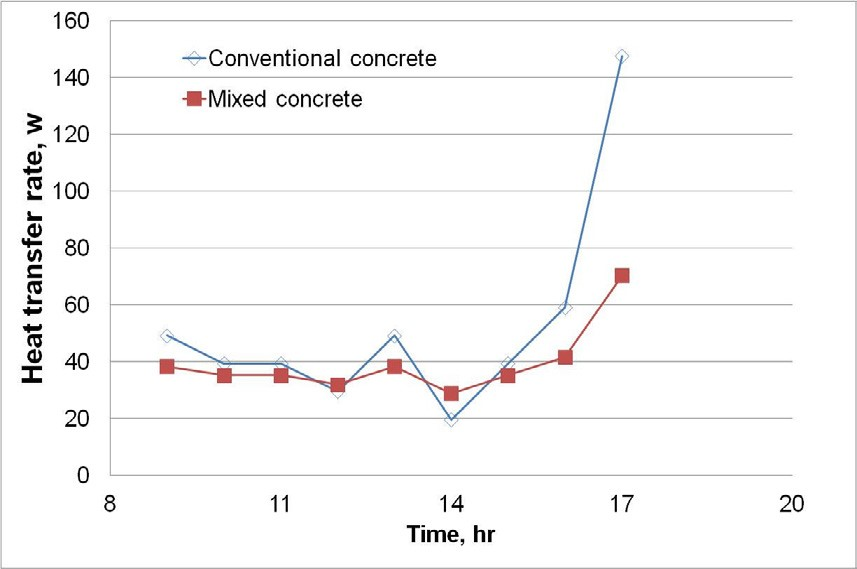 160
140
120
100
80
60
40
20
0
Heat transfer rate, w
Conventional concrete
Mixed concrete
8 11 14 17 20
Time, hr